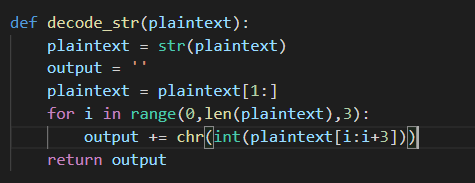 def decode_str(plaintext):
    plaintext = str(plaintext)
    output = ''
    plaintext = plaintext[1:]
    for i in range(0,len(plaintext),3):
        output += chr(int(plaintext[i:i+3]))
    return output